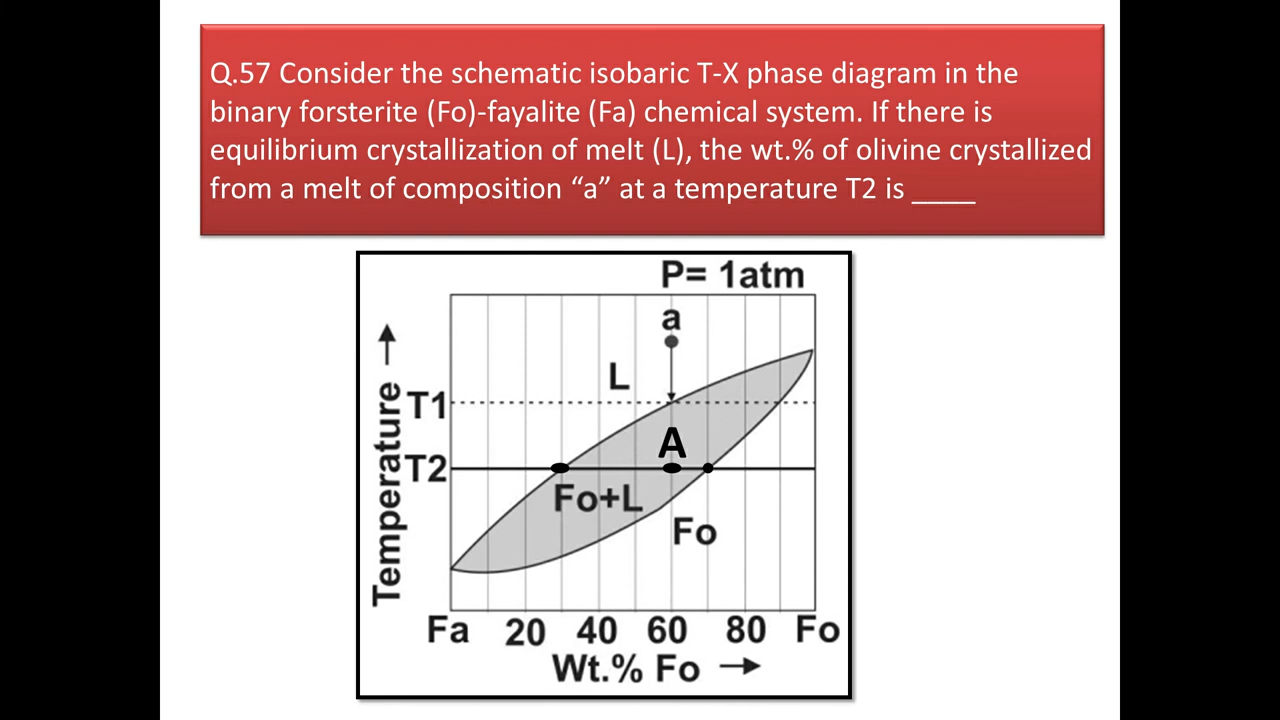 Q.57 Consider the schematic isobaric T-X phase diagram in the
binary forsterite (Fo)-fayalite (Fa) chemical system. If there is
equilibrium crystallization of melt (L), the wt.% of olivine crystallized
from a melt of composition “a” at a temperature T2 is ____
P= 1atm
a
L
T1
A
T2
Fo+L
Fo
Temperature
Fa 20 40 60 80 Fo
Wt.% Fo